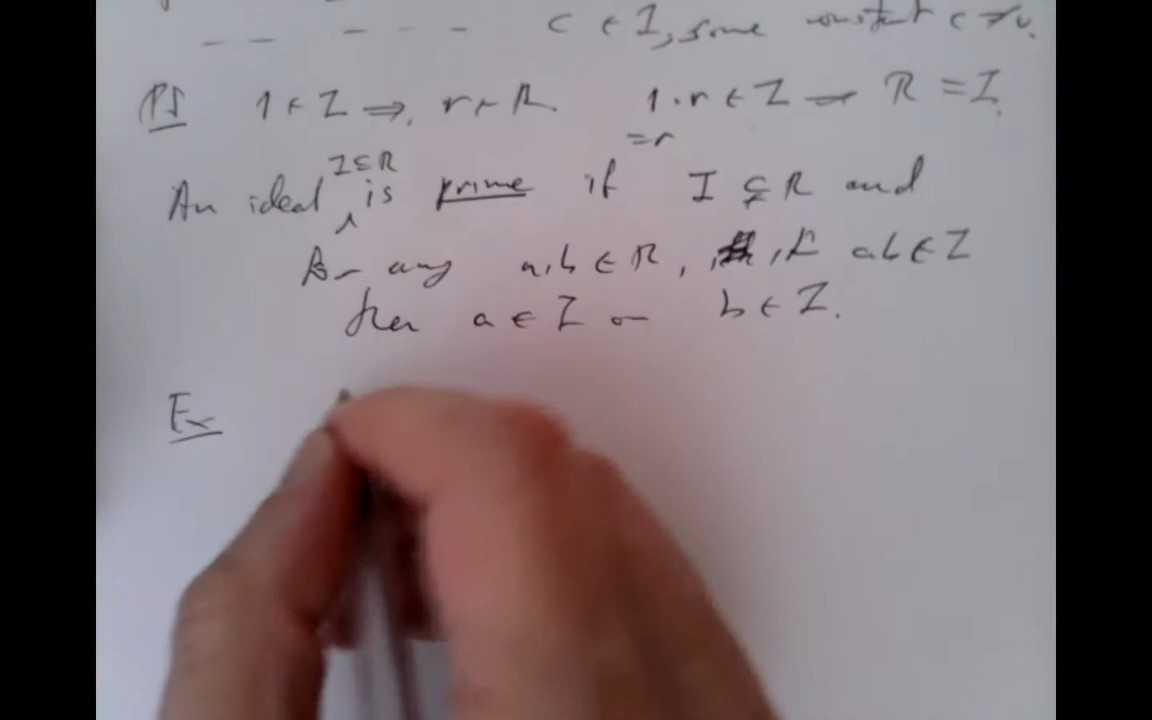 -- --- c ∈ I, some constant c ≠ 0.
Pf 1 ∈ I ⇒, r ∈ R. 1·r ∈ I → R = I.
= r
I ⊆ R
An ideal ^ is prime if I ⊊ R and
for any a,b ∈ R, , if ab ∈ I
then a ∈ I or b ∈ I.
Ex